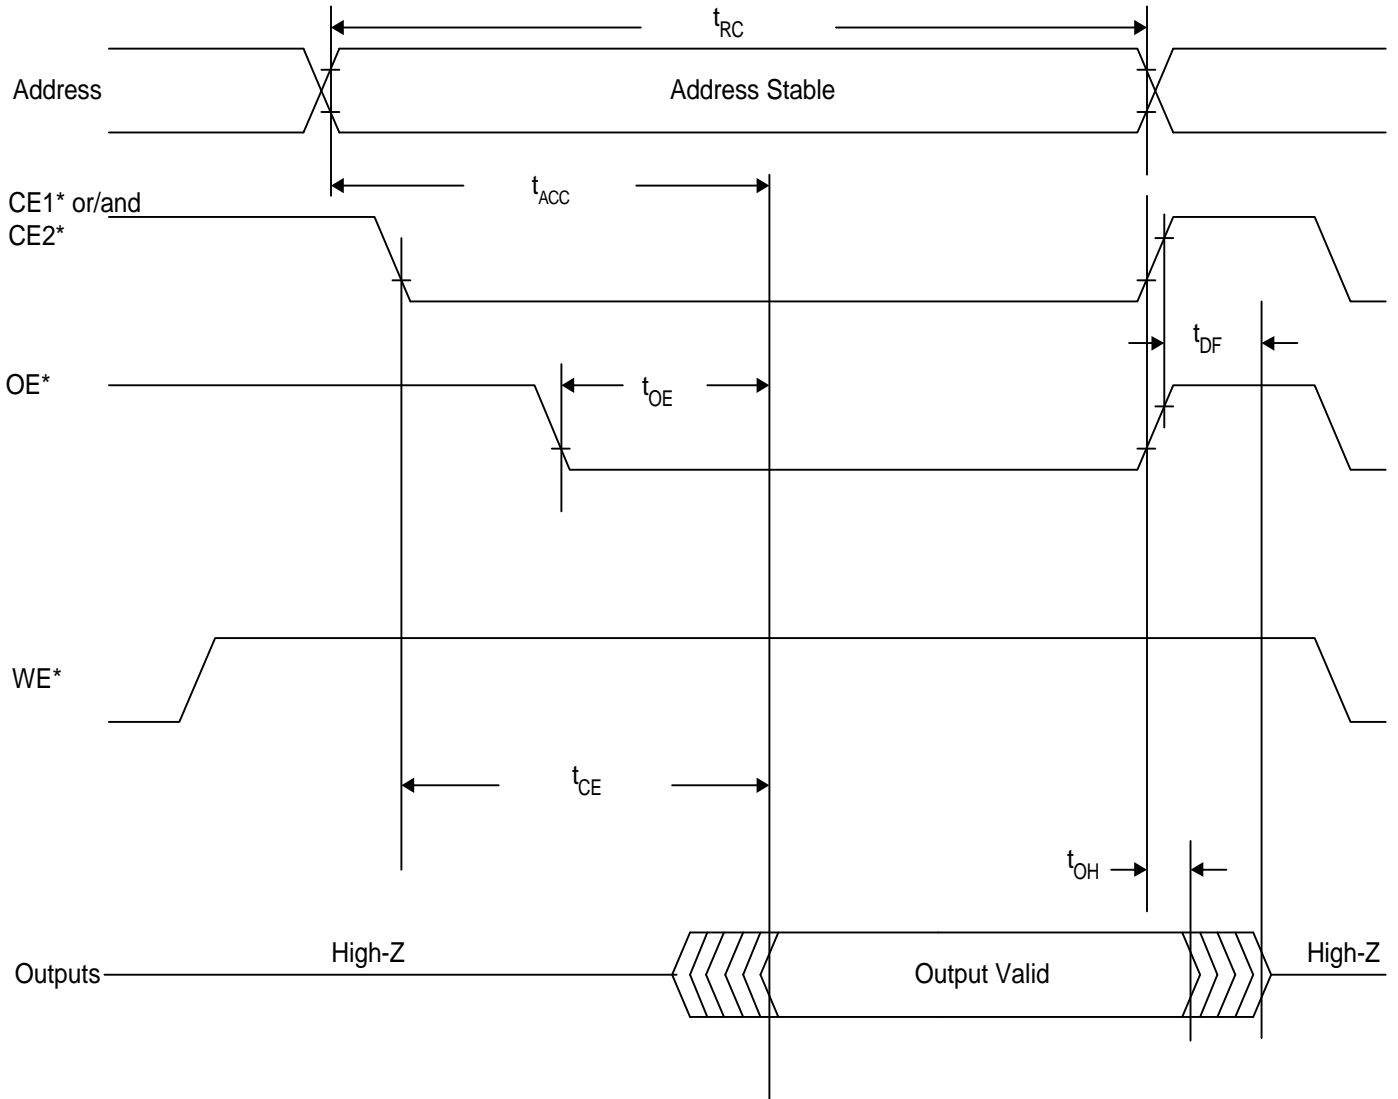 tRC
Address
Address Stable
tACC
CE1* or/and
CE2*
tDF
OE*
tOE
WE*
tCE
tOH
High-Z
High-Z
Outputs
Output Valid